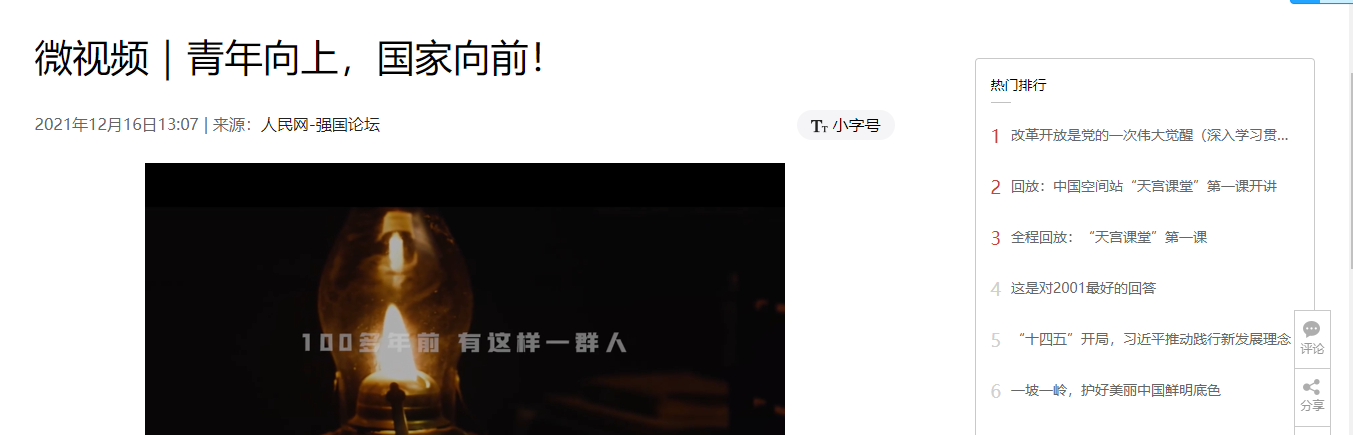 微视频｜青年向上，国家向前！
2021年12月16日13:07 | 来源：人民网-强国论坛
TT 小字号
100多年前 有这样一群人
热门排行
1 改革开放是党的一次伟大觉醒（深入学习贯...
2 回放：中国空间站“天宫课堂”第一课开讲
3 全程回放：“天宫课堂”第一课
4 这是对2001最好的回答
5 “十四五”开局，习近平推动践行新发展理念
6 一坡一岭，护好美丽中国鲜明底色
评论
分享